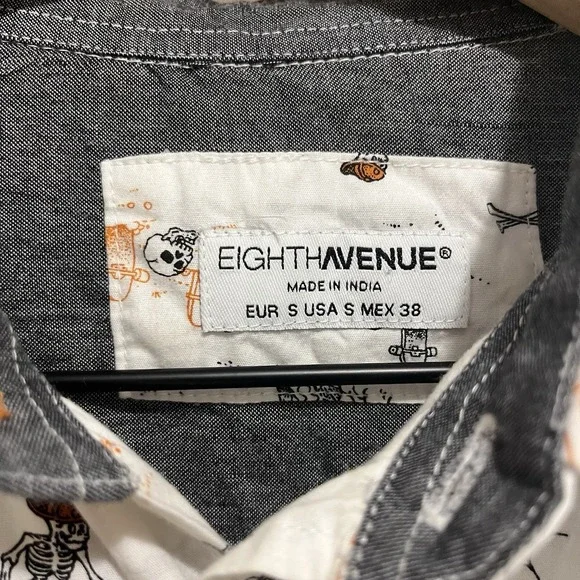 EIGHTHAVENUE®
MADE IN INDIA
EUR S USA S MEX 38